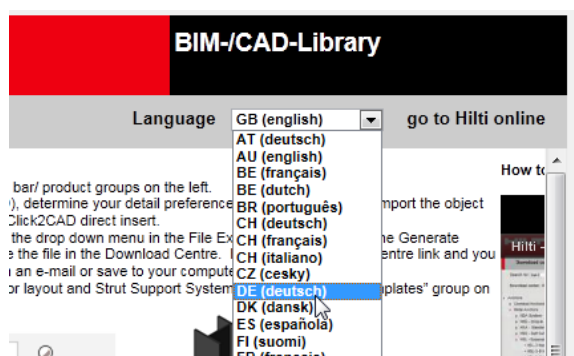 BIM-/CAD-Library
Language GB (english) go to Hilti online
AT (deutsch)
AU (english)
BE (français)
BE (dutch)
BR (português)
CH (deutsch)
CH (français)
CH (italiano)
CZ (cesky)
DE (deutsch)
DK (dansk)
ES (española)
FI (suomi)
How to
bar/ product groups on the left.
), determine your detail preference mport the object
Click2CAD direct insert.
the drop down menu in the File Ex ne Generate
e the file in the Download Centre. entre link and you
an e-mail or save to your compute
or layout and Strut Support System plates" group on
Hilti -